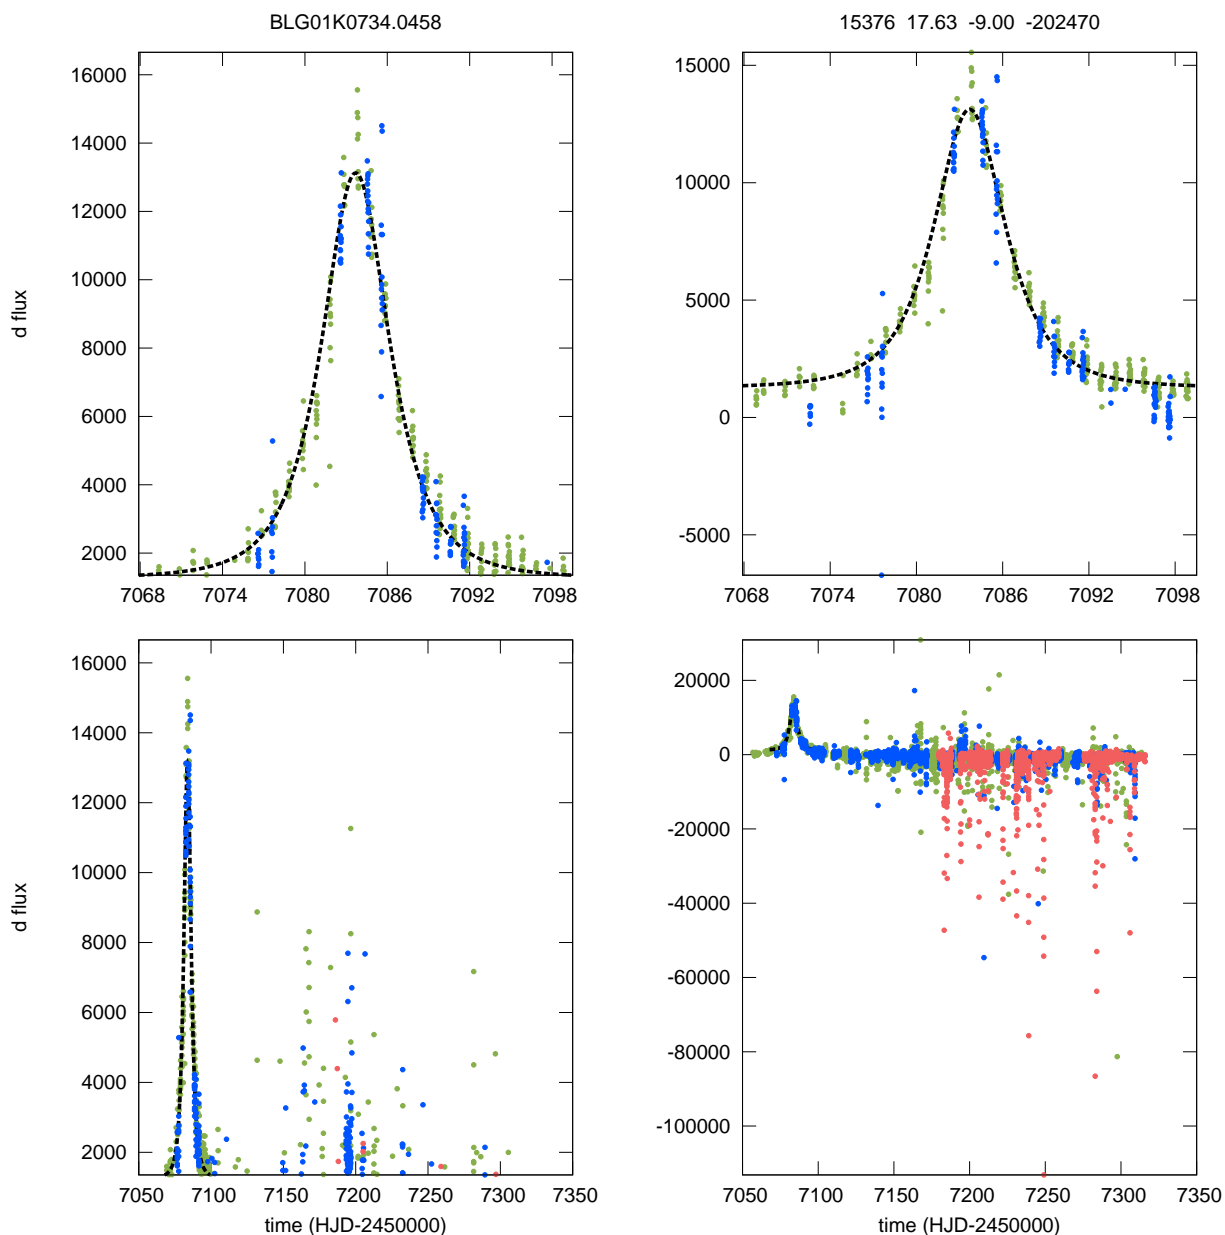 BLG01K0734.0458
15376 17.63 -9.00 -202470
16000
14000
12000
10000
8000
6000
4000
2000
d flux
7068 7074 7080 7086 7092 7098
15000
10000
5000
0
-5000
7068 7074 7080 7086 7092 7098
16000
14000
12000
10000
8000
6000
4000
2000
d flux
7050 7100 7150 7200 7250 7300 7350
time (HJD-2450000)
20000
0
-20000
-40000
-60000
-80000
-100000
7050 7100 7150 7200 7250 7300 7350
time (HJD-2450000)